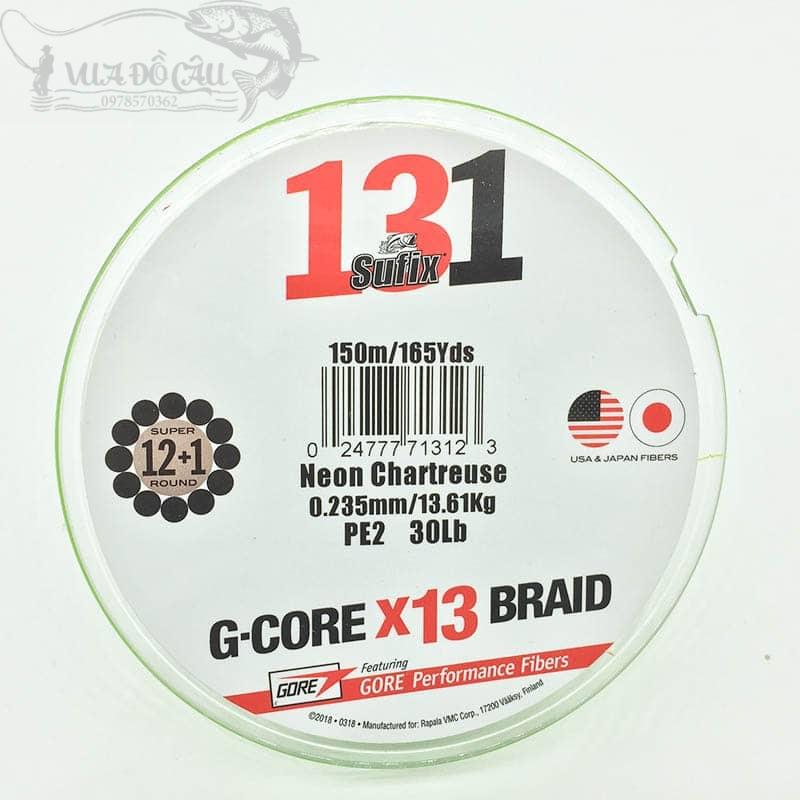 VUA ĐỒ CÂU
0978570362
131
Sufix
150m/165Yds
0 24777 71312 3
Neon Chartreuse
0.235mm/13.61Kg
PE2 30Lb
SUPER
12+1
ROUND
USA & JAPAN FIBERS
G-CORE X13 BRAID
GORE
Featuring
GORE Performance Fibers
©2018 • 0318 • Manufactured for: Rapala VMC Corp., 17200 Vääksy, Finland